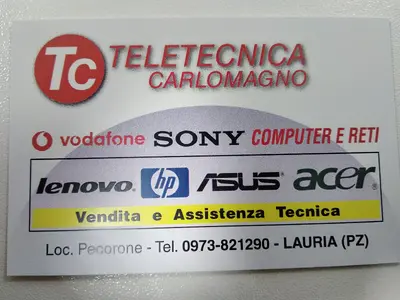 Tc TELETECNICA
CARLOMAGNO
vodafone SONY COMPUTER E RETI
lenovo hp ASUS acer
Vendita e Assistenza Tecnica
Loc. Pecorone - Tel. 0973-821290 - LAURIA (PZ)